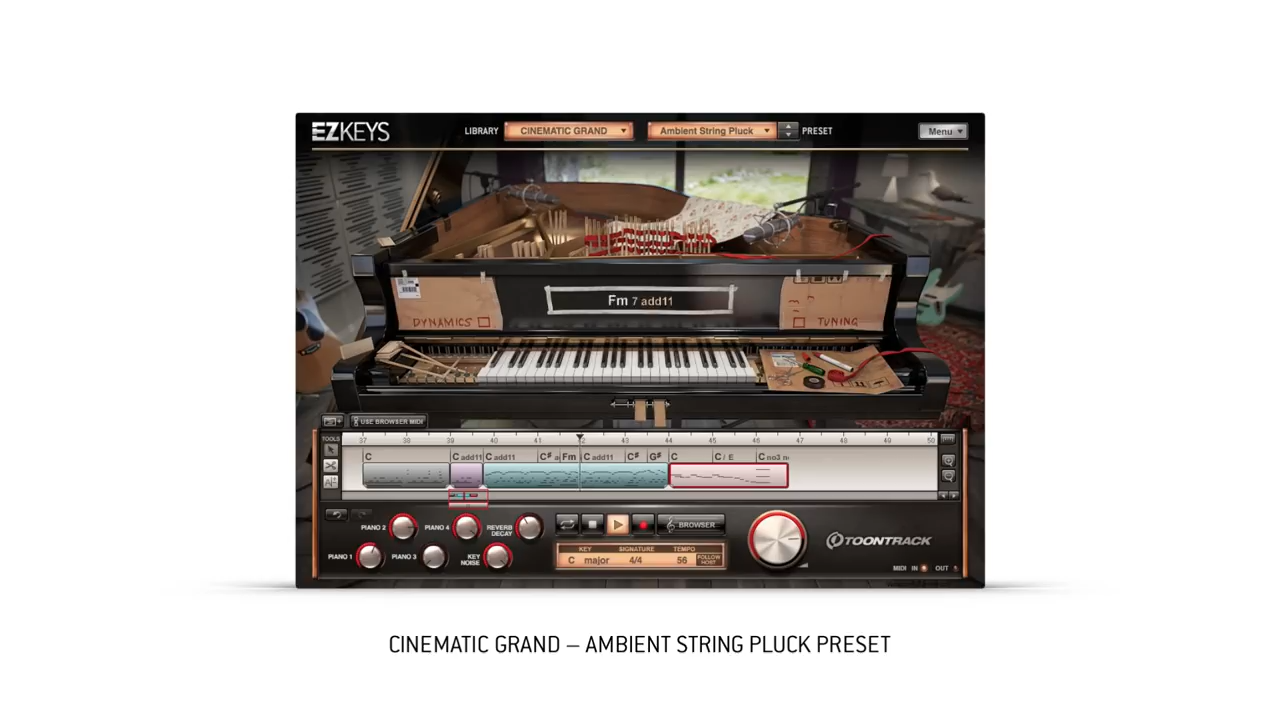 EZKEYS LIBRARY CINEMATIC GRAND Ambient String Pluck PRESET Menu
Fm 7 add11
DYNAMICS TUNING
USE BROWSER MIDI
TOOLS 37 38 39 40 41 42 43 44 45 46 47 48 49 50
C C add11 C add11 C♯ Fm C add11 C♯ G♯ C C / E C no3
PIANO 2 PIANO 4 REVERB DECAY BROWSER
PIANO 1 PIANO 3 KEY NOISE
KEY SIGNATURE TEMPO
C major 4/4 56 FOLLOW HOST
TOONTRACK
MIDI IN OUT
CINEMATIC GRAND – AMBIENT STRING PLUCK PRESET